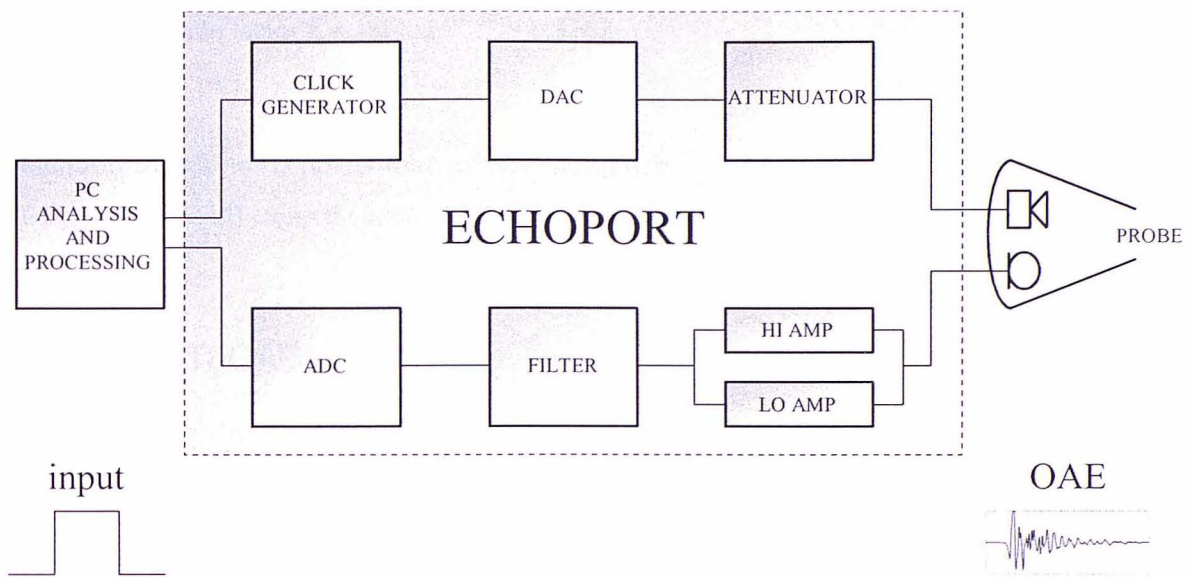 CLICK
GENERATOR
DAC
ATTENUATOR
PC
ANALYSIS
AND
PROCESSING
ECHOPORT
PROBE
ADC
FILTER
HI AMP
LO AMP
input
OAE